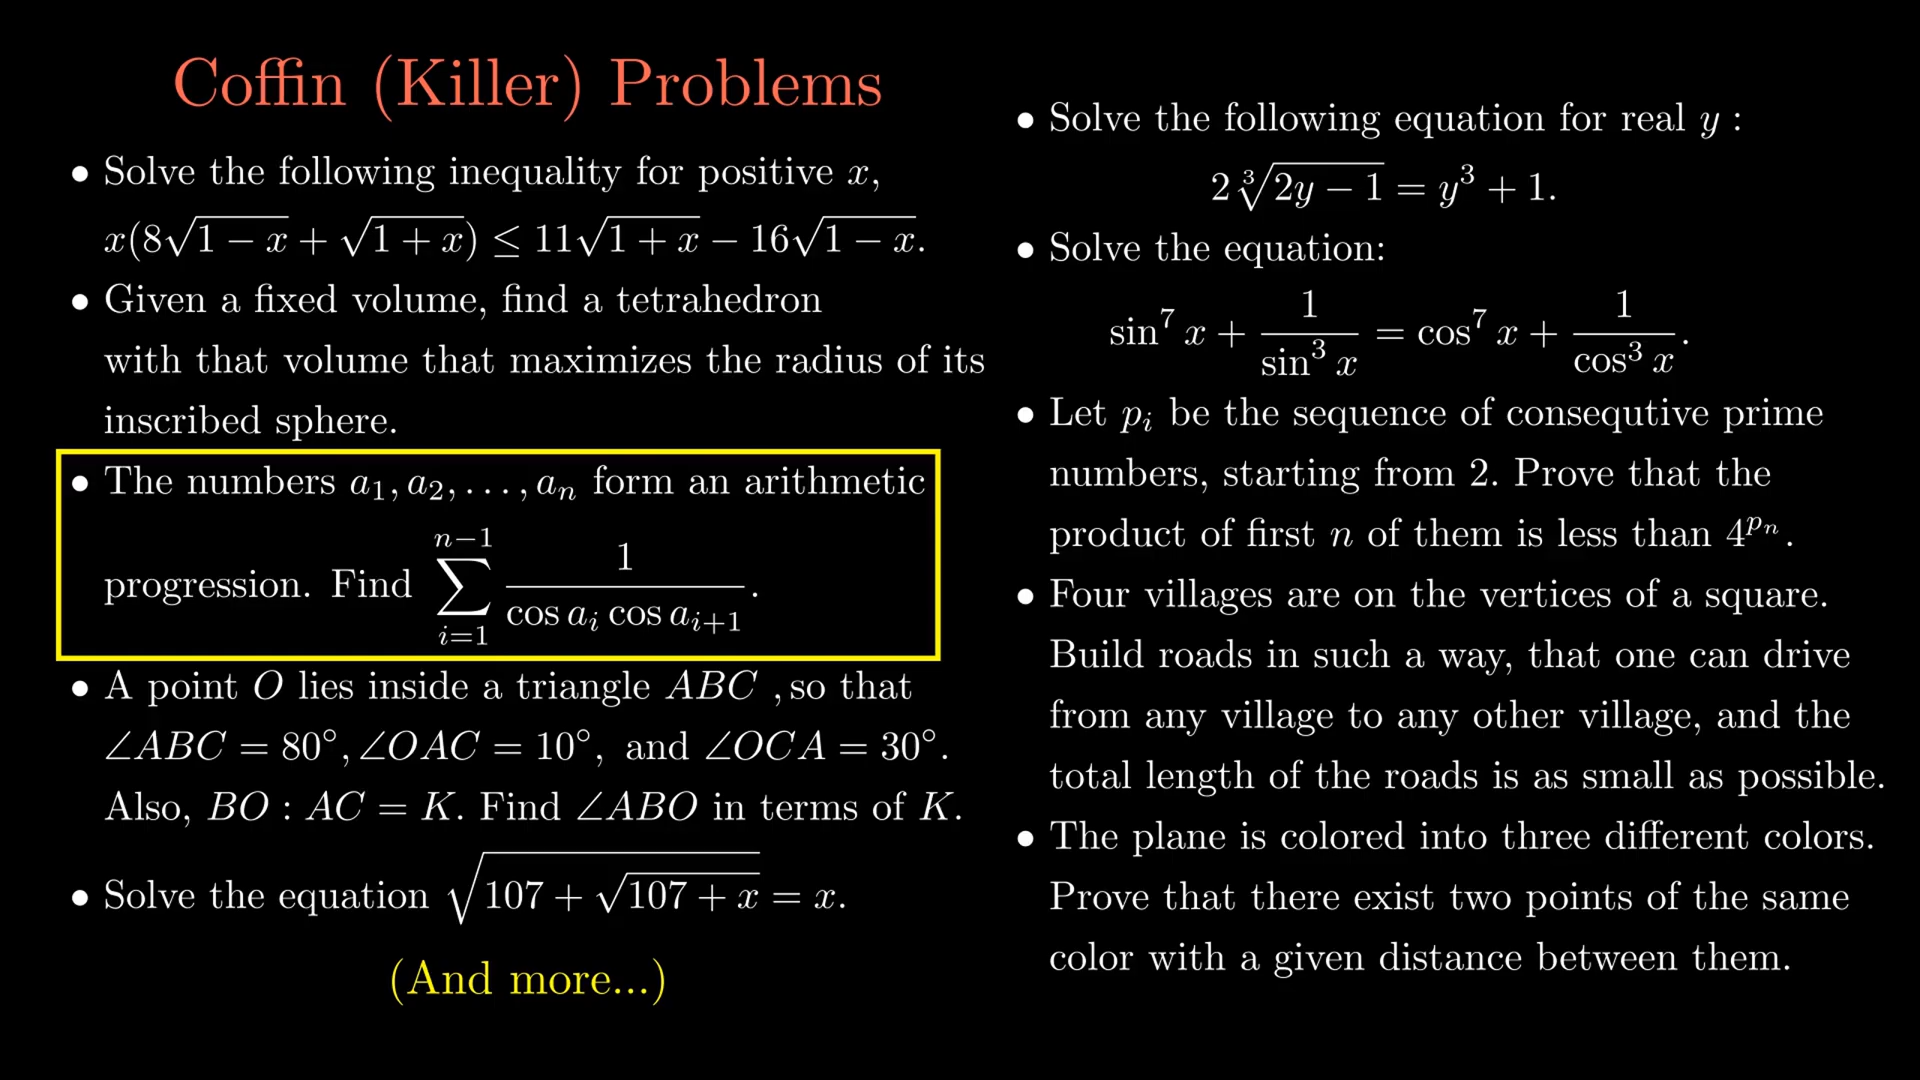 Coffin (Killer) Problems
• Solve the following inequality for positive x,
x(8√(1 − x) + √(1 + x)) ≤ 11√(1 + x) − 16√(1 − x).
• Given a fixed volume, find a tetrahedron
with that volume that maximizes the radius of its
inscribed sphere.
• The numbers a₁, a₂, . . . , aₙ form an arithmetic
progression. Find ∑_{i=1}^{n−1} 1/(cos a_i cos a_{i+1}).
• A point O lies inside a triangle ABC , so that
∠ABC = 80°, ∠OAC = 10°, and ∠OCA = 30°.
Also, BO : AC = K. Find ∠ABO in terms of K.
• Solve the equation √(107 + √(107 + x)) = x.
(And more...)
• Solve the following equation for real y :
2∛(2y − 1) = y³ + 1.
• Solve the equation:
sin⁷ x + 1/(sin³ x) = cos⁷ x + 1/(cos³ x).
• Let p_i be the sequence of consequtive prime
numbers, starting from 2. Prove that the
product of first n of them is less than 4^{p_n}.
• Four villages are on the vertices of a square.
Build roads in such a way, that one can drive
from any village to any other village, and the
total length of the roads is as small as possible.
• The plane is colored into three different colors.
Prove that there exist two points of the same
color with a given distance between them.